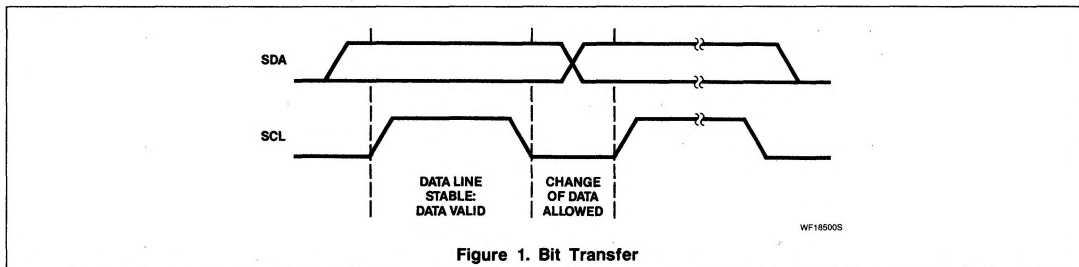 SDA
SCL
DATA LINE
STABLE:
DATA VALID
CHANGE
OF DATA
ALLOWED
WF18500S
Figure 1. Bit Transfer